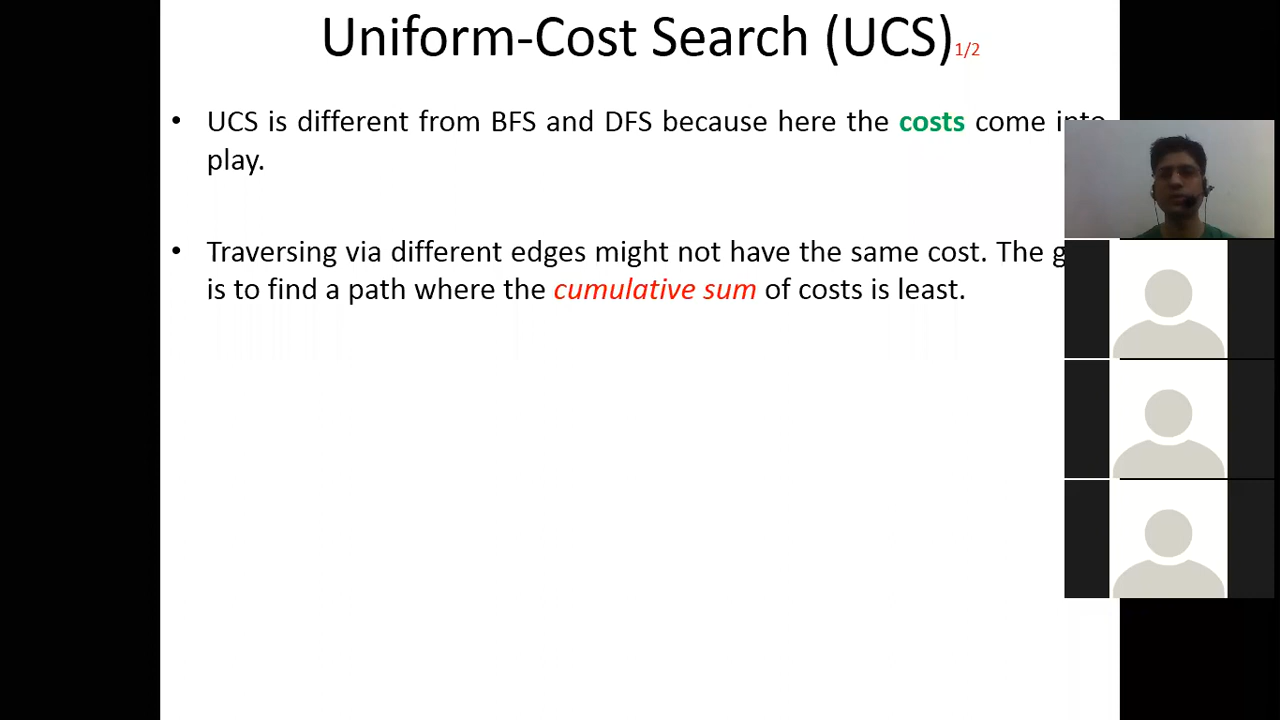 Uniform-Cost Search (UCS) 1/2
• UCS is different from BFS and DFS because here the costs come into
play.
• Traversing via different edges might not have the same cost. The
is to find a path where the cumulative sum of costs is least.